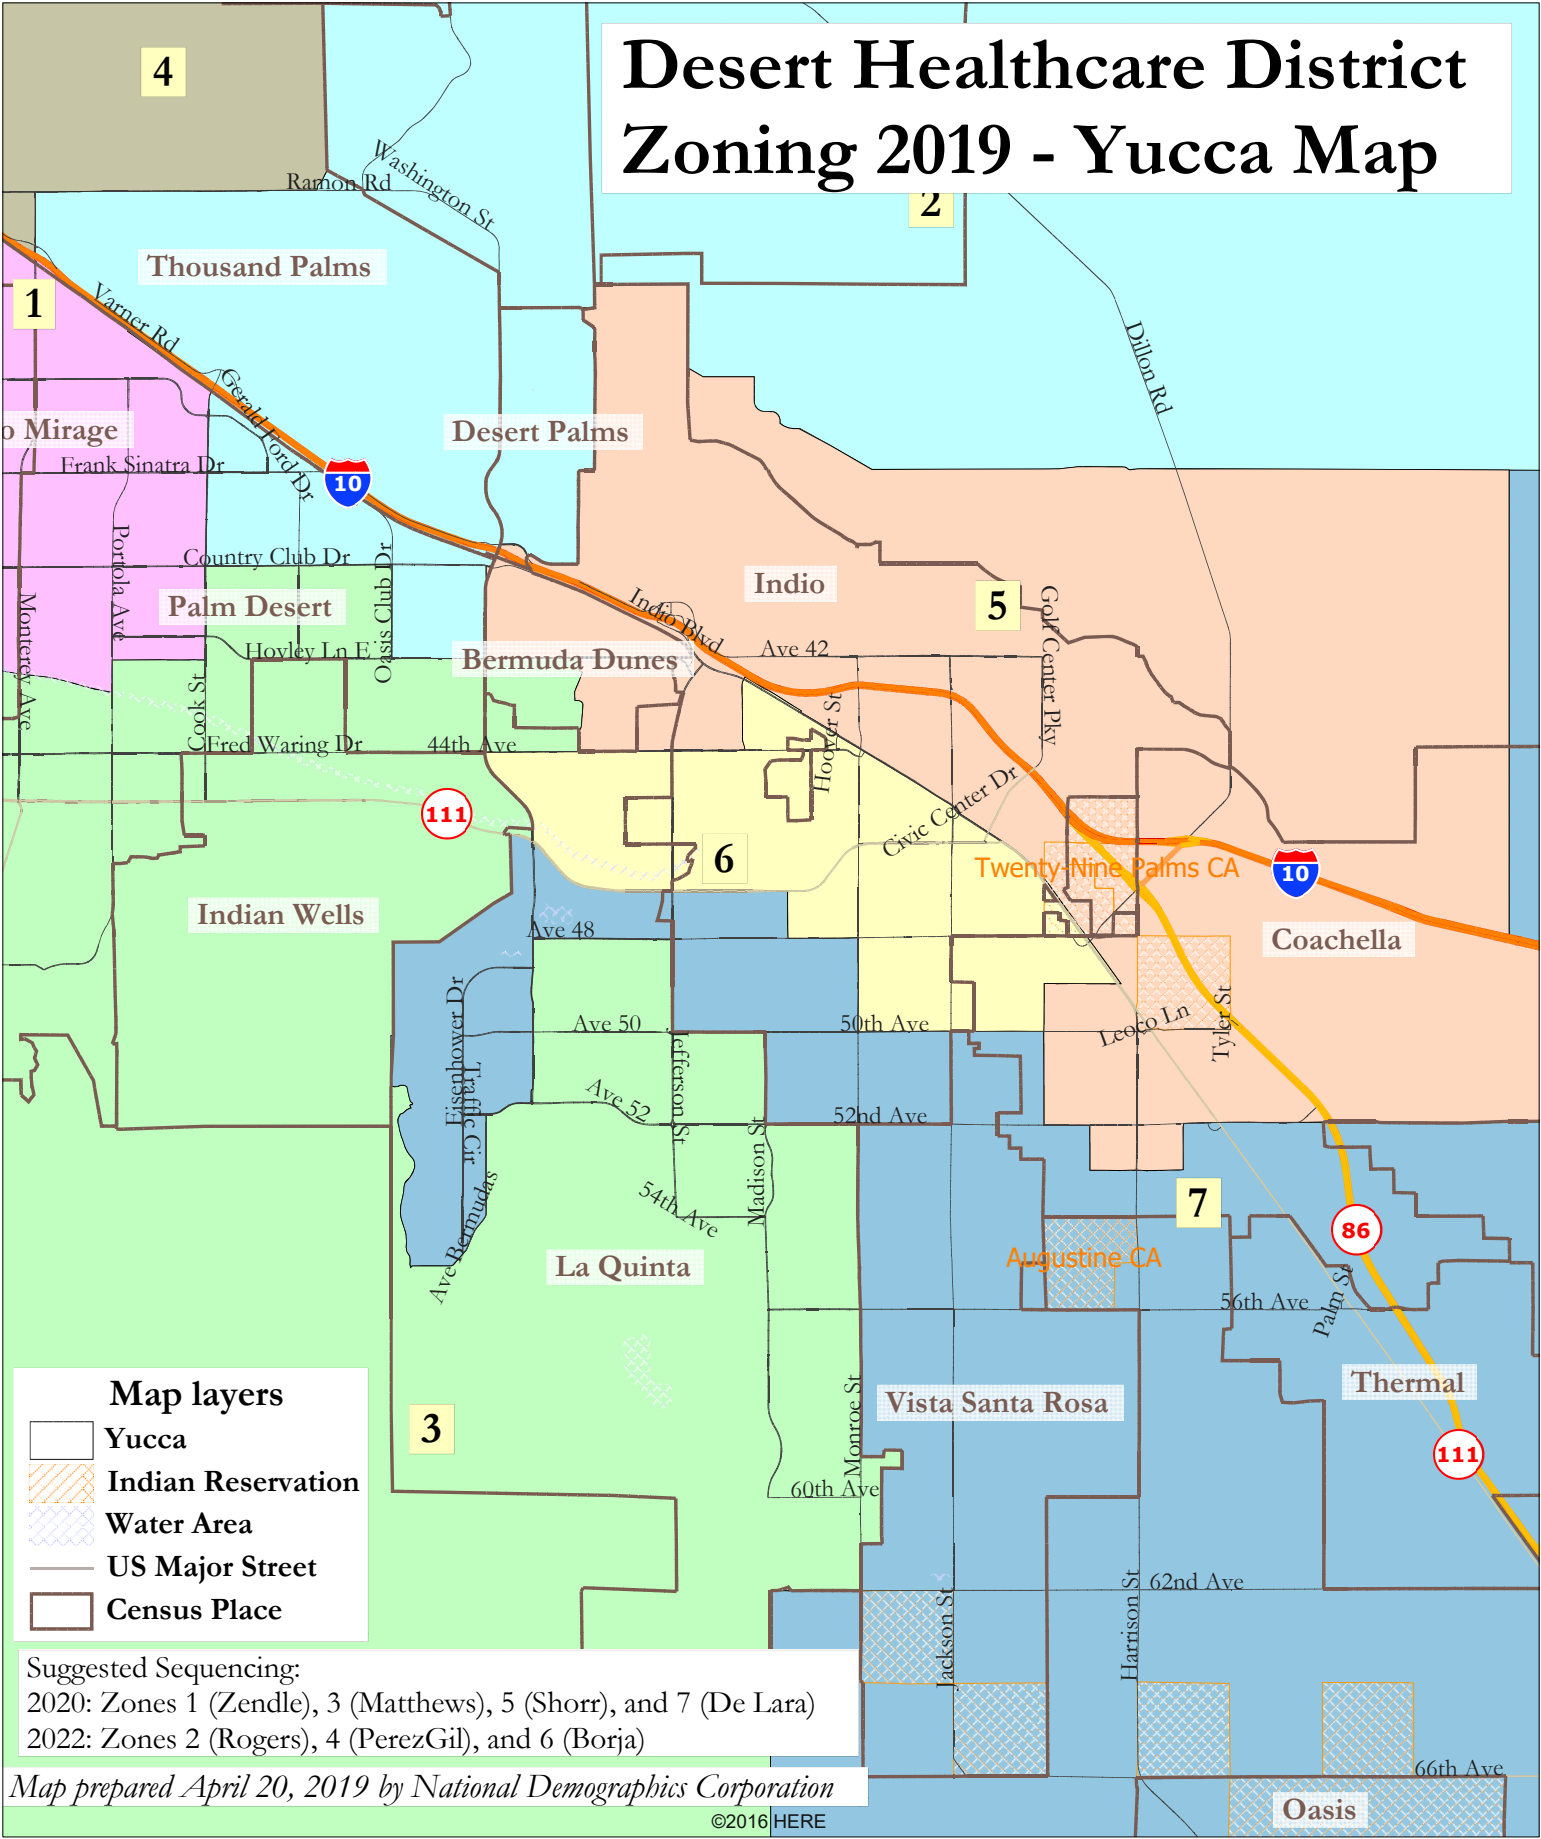 Desert Healthcare District
Zoning 2019 - Yucca Map
4
2
1
Washington St
Ramon Rd
Thousand Palms
Varner Rd
Gerald Ford Dr
Dillon Rd
o Mirage
Desert Palms
Frank Sinatra Dr
10
Portola Ave
Country Club Dr
Oasis Club Dr
Indio
5
Golf Center Pky
Palm Desert
Monterey Ave
Indio Blvd
Hovley Ln E
Bermuda Dunes
Ave 42
Cook St
Hoover St
Fred Waring Dr
44th Ave
111
Civic Center Dr
6
Twenty-Nine Palms CA
10
Indian Wells
Ave 48
Coachella
Eisenhower Dr
Ave 50
50th Ave
Leoco Ln
Tyler St
Jefferson St
Traffic Cir
Ave 52
52nd Ave
Madison St
54th Ave
Ave Bermudas
7
86
La Quinta
Augustine CA
56th Ave
Palm St
Thermal
Vista Santa Rosa
Monroe St
3
111
60th Ave
62nd Ave
Jackson St
Harrison St
66th Ave
Oasis
Map layers
Yucca
Indian Reservation
Water Area
US Major Street
Census Place
Suggested Sequencing:
2020: Zones 1 (Zendle), 3 (Matthews), 5 (Shorr), and 7 (De Lara)
2022: Zones 2 (Rogers), 4 (PerezGil), and 6 (Borja)
Map prepared April 20, 2019 by National Demographics Corporation
©2016 HERE